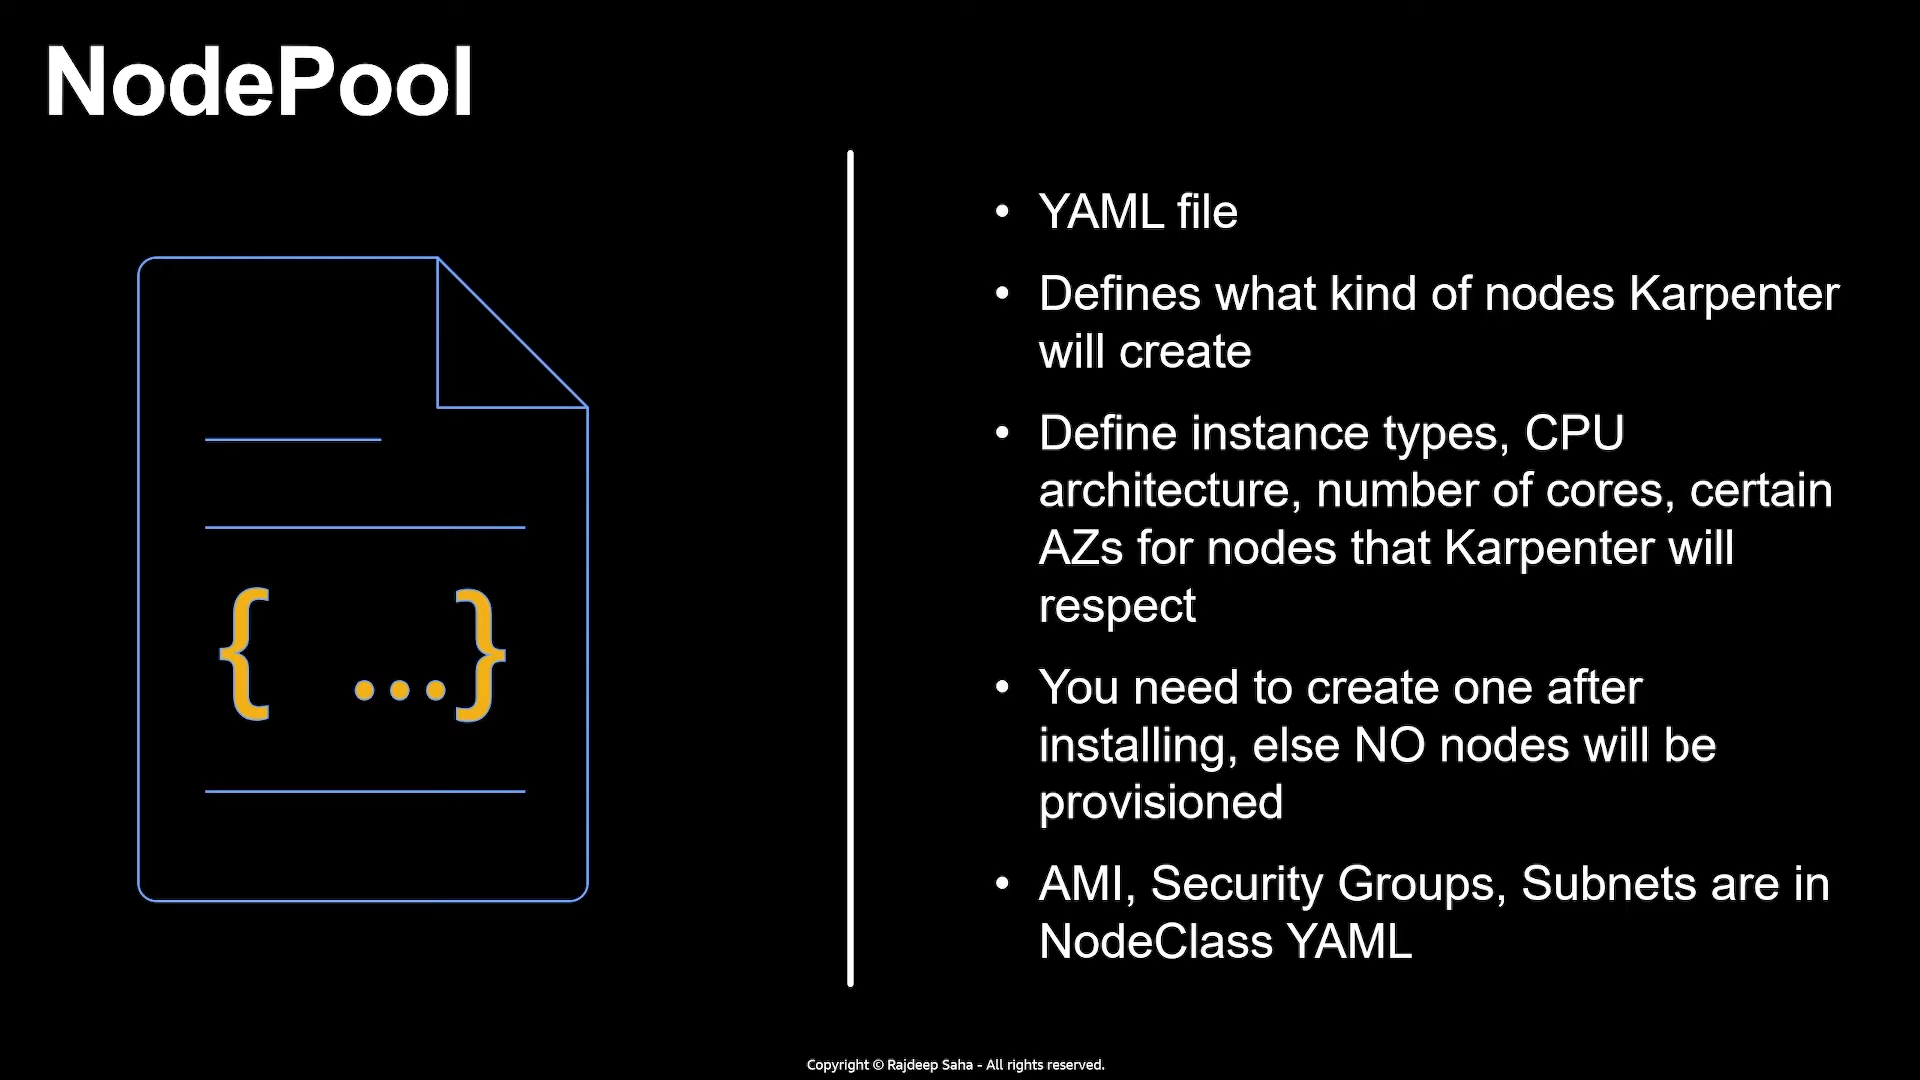 NodePool
• YAML file
• Defines what kind of nodes Karpenter
will create
• Define instance types, CPU
architecture, number of cores, certain
AZs for nodes that Karpenter will
respect
• You need to create one after
installing, else NO nodes will be
provisioned
• AMI, Security Groups, Subnets are in
NodeClass YAML
{ ...}
Copyright © Rajdeep Saha - All rights reserved.